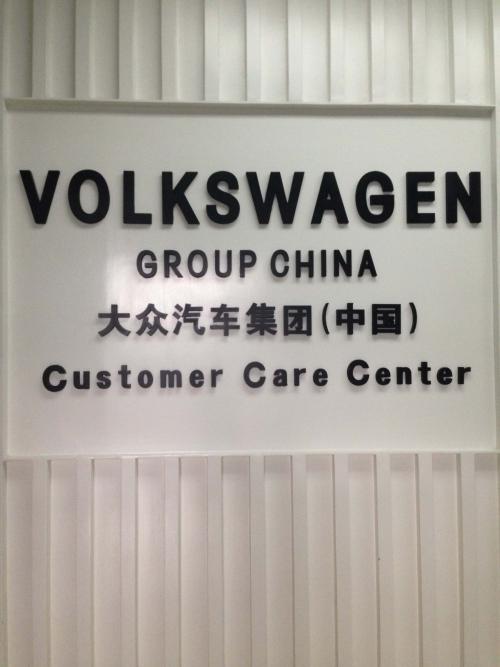 VOLKSWAGEN
GROUP CHINA
大众汽车集团(中国)
Customer Care Center